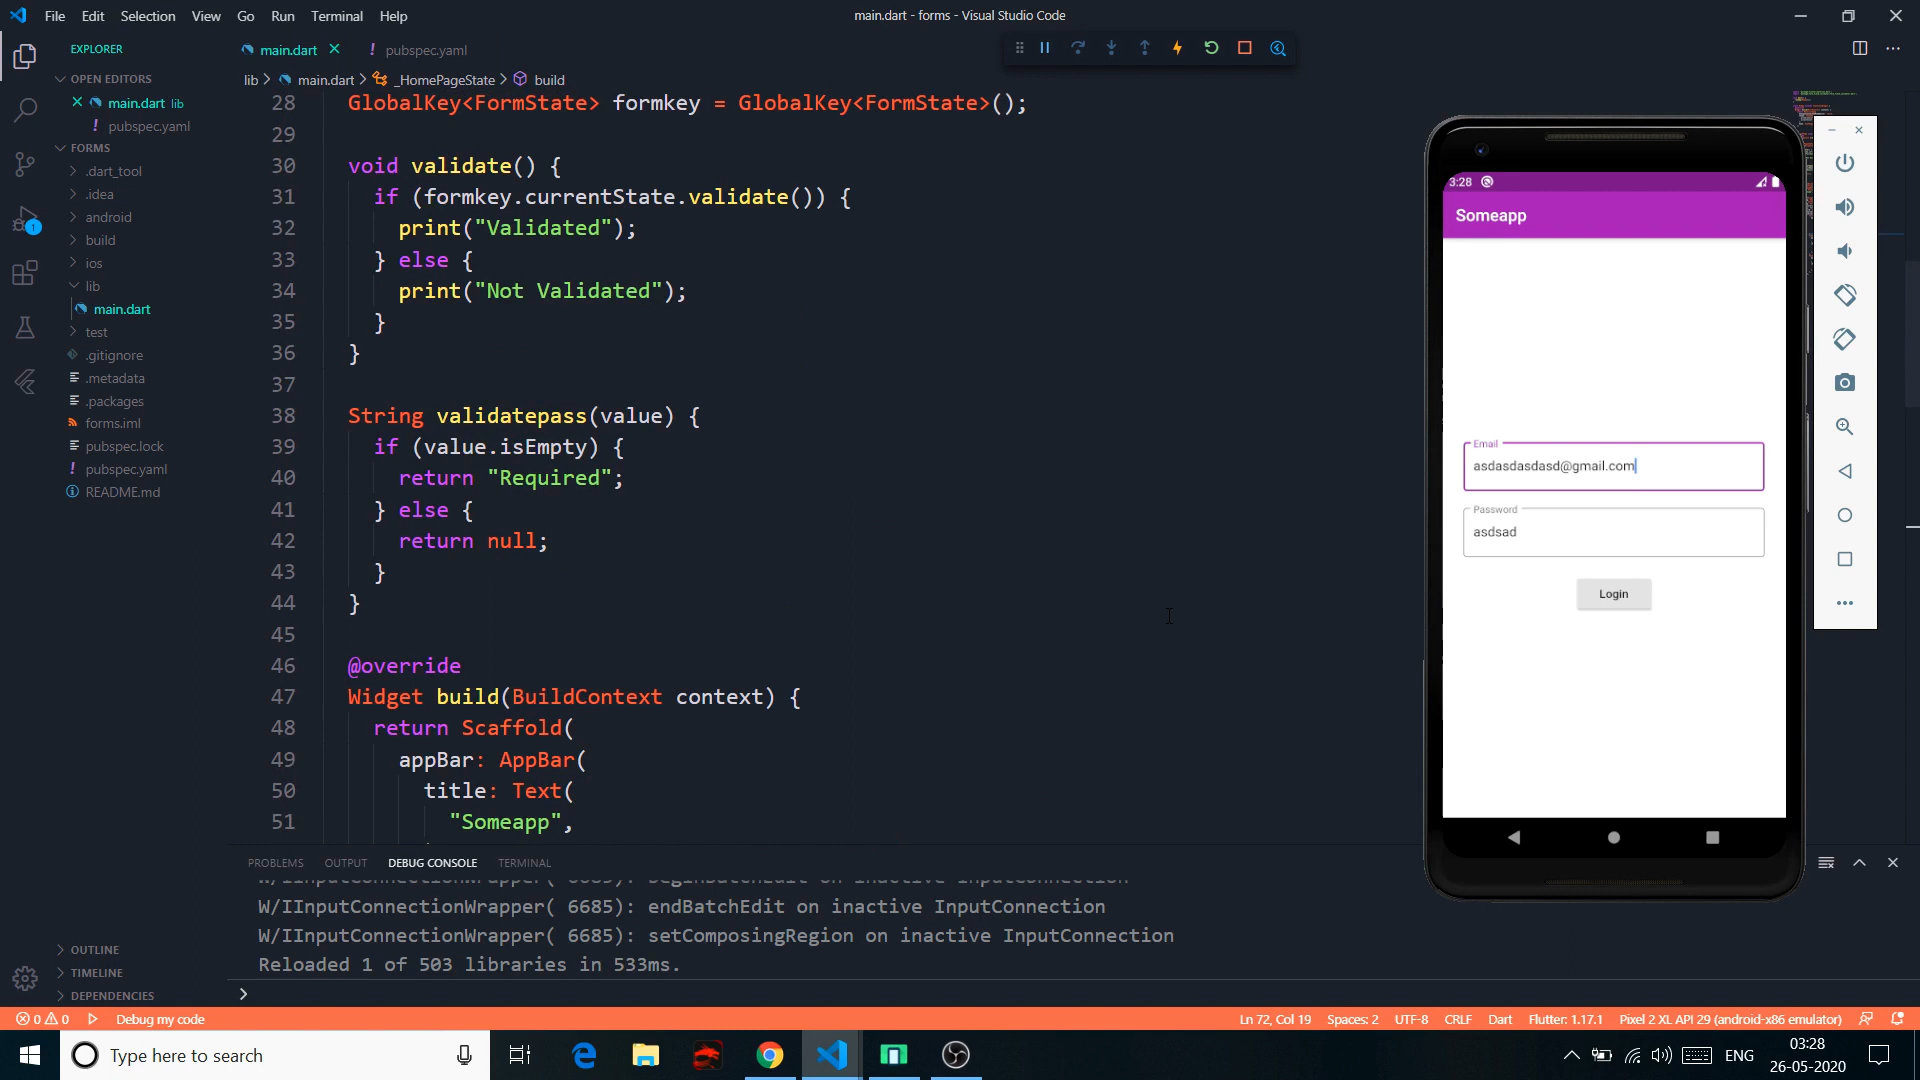 File Edit Selection View Go Run Terminal Help
main.dart - forms - Visual Studio Code
EXPLORER
main.dart
! pubspec.yaml
OPEN EDITORS
main.dart lib
! pubspec.yaml
FORMS
.dart_tool
.idea
android
build
ios
lib
main.dart
test
.gitignore
.metadata
.packages
forms.iml
pubspec.lock
! pubspec.yaml
README.md
OUTLINE
TIMELINE
DEPENDENCIES
lib > main.dart > _HomePageState > build
28 GlobalKey<FormState> formkey = GlobalKey<FormState>();
29
30 void validate() {
31 if (formkey.currentState.validate()) {
32 print("Validated");
33 } else {
34 print("Not Validated");
35 }
36 }
37
38 String validatepass(value) {
39 if (value.isEmpty) {
40 return "Required";
41 } else {
42 return null;
43 }
44 }
45
46 @override
47 Widget build(BuildContext context) {
48 return Scaffold(
49 appBar: AppBar(
50 title: Text(
51 "Someapp",
3:28
Someapp
Email
asdasdasdasd@gmail.com
Password
asdsad
Login
PROBLEMS OUTPUT DEBUG CONSOLE TERMINAL
W/IInputConnectionWrapper( 6685): beginBatchEdit on inactive InputConnection
W/IInputConnectionWrapper( 6685): endBatchEdit on inactive InputConnection
W/IInputConnectionWrapper( 6685): setComposingRegion on inactive InputConnection
Reloaded 1 of 503 libraries in 533ms.
>
0 0 Debug my code
Ln 72, Col 19 Spaces: 2 UTF-8 CRLF Dart Flutter: 1.17.1 Pixel 2 XL API 29 (android-x86 emulator)
Type here to search
ENG
03:28
26-05-2020
1